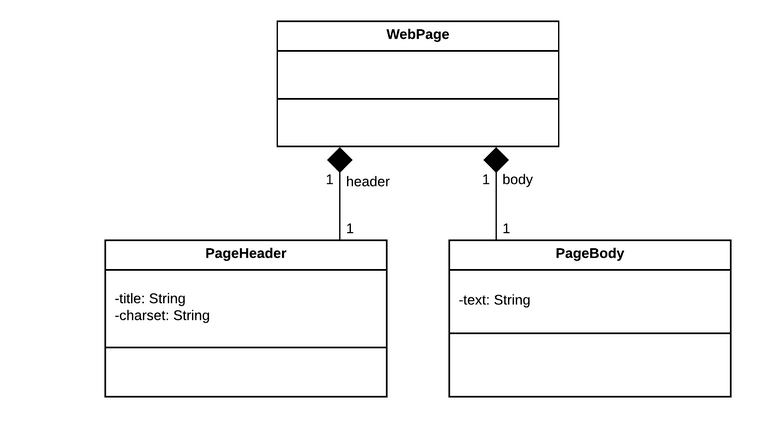 WebPage
1 header
1 body
1
1
PageHeader
-title: String
-charset: String
PageBody
-text: String